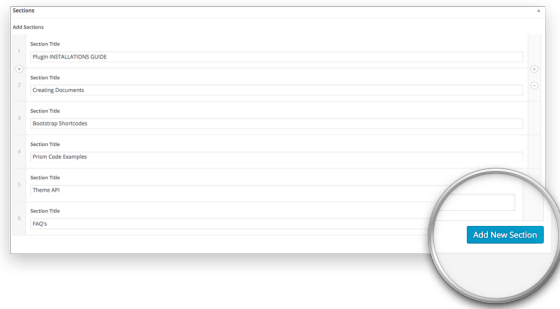 Sections
Add Sections
1
Section Title
Plugin INSTALLATIONS GUIDE
2
Section Title
Creating Documents
3
Section Title
Bootstrap Shortcodes
4
Section Title
Prism Code Examples
5
Section Title
Theme API
6
Section Title
FAQ's
Add New Section